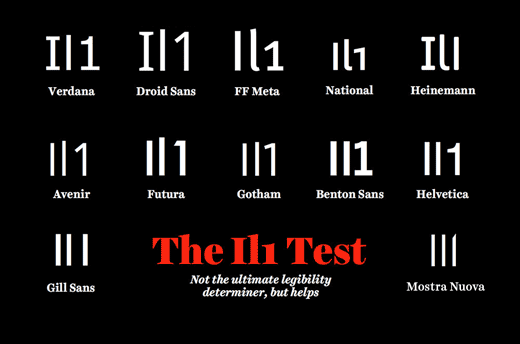 Il1 Il1 Il1 Il1 Il1
Verdana Droid Sans FF Meta National Heinemann
Il1 Il1 Il1 Il1 Il1
Avenir Futura Gotham Benton Sans Helvetica
Il1 The Il1 Test Il1
Not the ultimate legibility
Gill Sans determiner, but helps Mostra Nuova